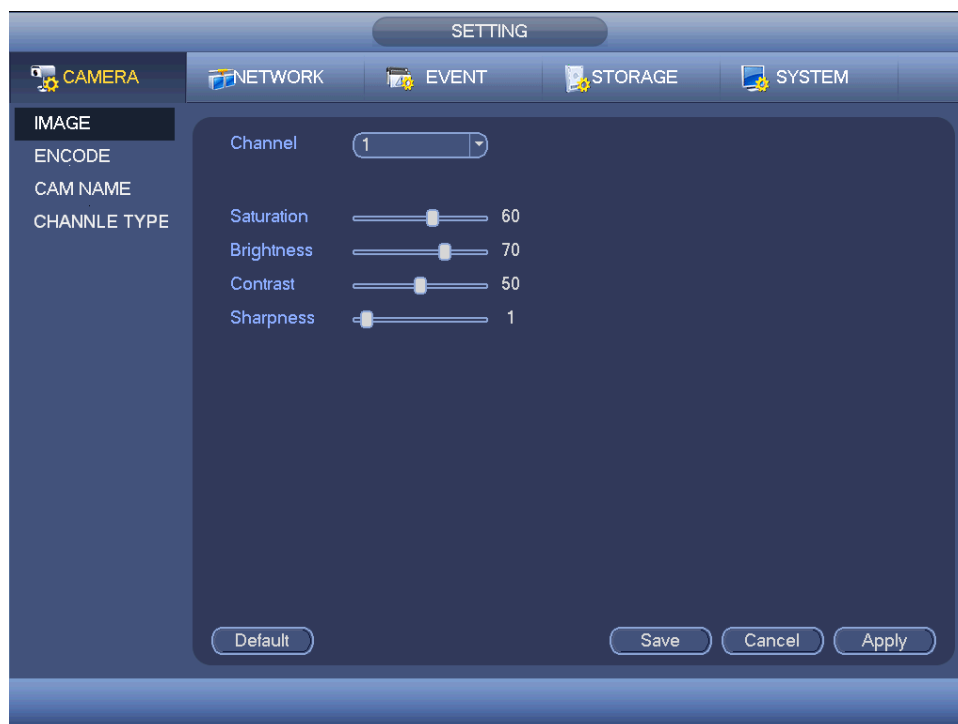 SETTING
CAMERA NETWORK EVENT STORAGE SYSTEM
IMAGE
ENCODE
CAM NAME
CHANNLE TYPE
Channel 1
Saturation 60
Brightness 70
Contrast 50
Sharpness 1
Default Save Cancel Apply